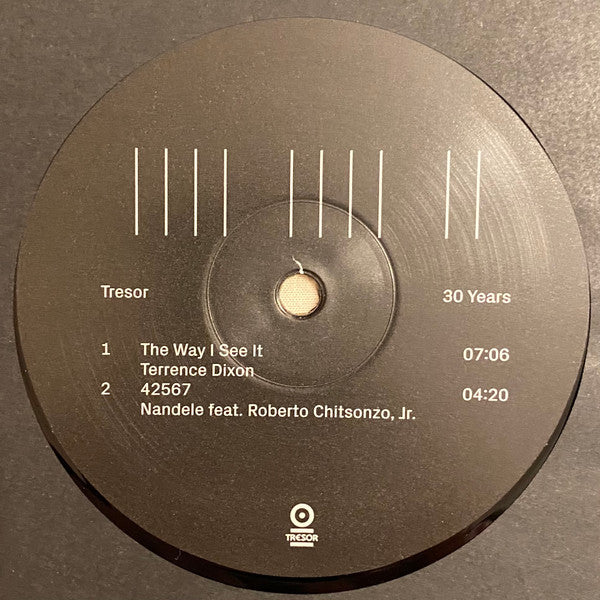 Tresor
30 Years
1 The Way I See It 07:06
Terrence Dixon
2 42567 04:20
Nandele feat. Roberto Chitsonzo, Jr.
TRESOR